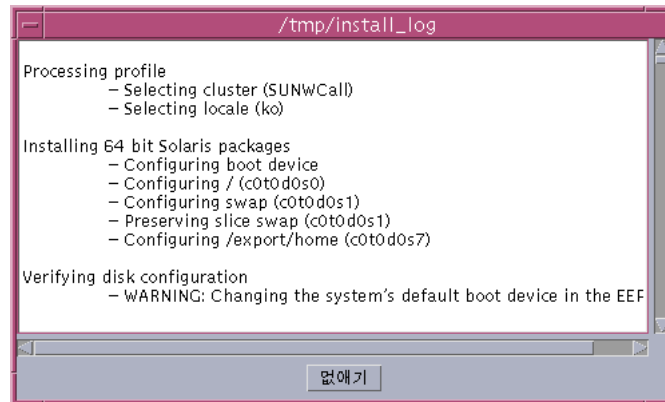 /tmp/install_log
Processing profile
– Selecting cluster (SUNWCall)
– Selecting locale (ko)
Installing 64 bit Solaris packages
– Configuring boot device
– Configuring / (c0t0d0s0)
– Configuring swap (c0t0d0s1)
– Preserving slice swap (c0t0d0s1)
– Configuring /export/home (c0t0d0s7)
Verifying disk configuration
– WARNING: Changing the system's default boot device in the
없애기